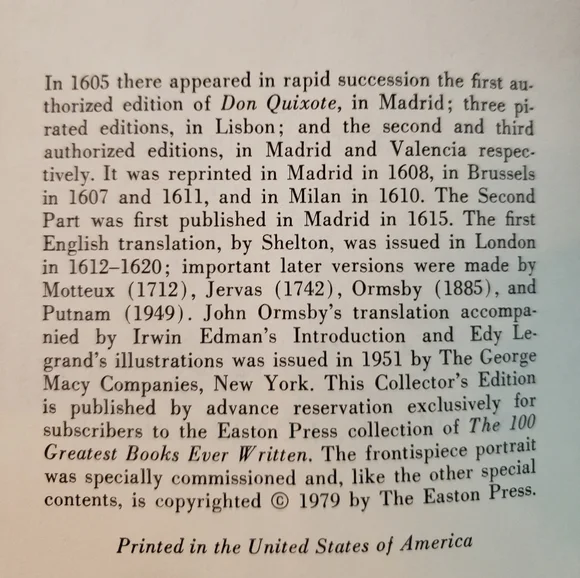 In 1605 there appeared in rapid succession the first au-
thorized edition of Don Quixote, in Madrid; three pi-
rated editions, in Lisbon; and the second and third
authorized editions, in Madrid and Valencia respec-
tively. It was reprinted in Madrid in 1608, in Brussels
in 1607 and 1611, and in Milan in 1610. The Second
Part was first published in Madrid in 1615. The first
English translation, by Shelton, was issued in London
in 1612–1620; important later versions were made by
Motteux (1712), Jervas (1742), Ormsby (1885), and
Putnam (1949). John Ormsby's translation accompa-
nied by Irwin Edman's Introduction and Edy Le-
grand's illustrations was issued in 1951 by The George
Macy Companies, New York. This Collector's Edition
is published by advance reservation exclusively for
subscribers to the Easton Press collection of The 100
Greatest Books Ever Written. The frontispiece portrait
was specially commissioned and, like the other special
contents, is copyrighted © 1979 by The Easton Press.
Printed in the United States of America